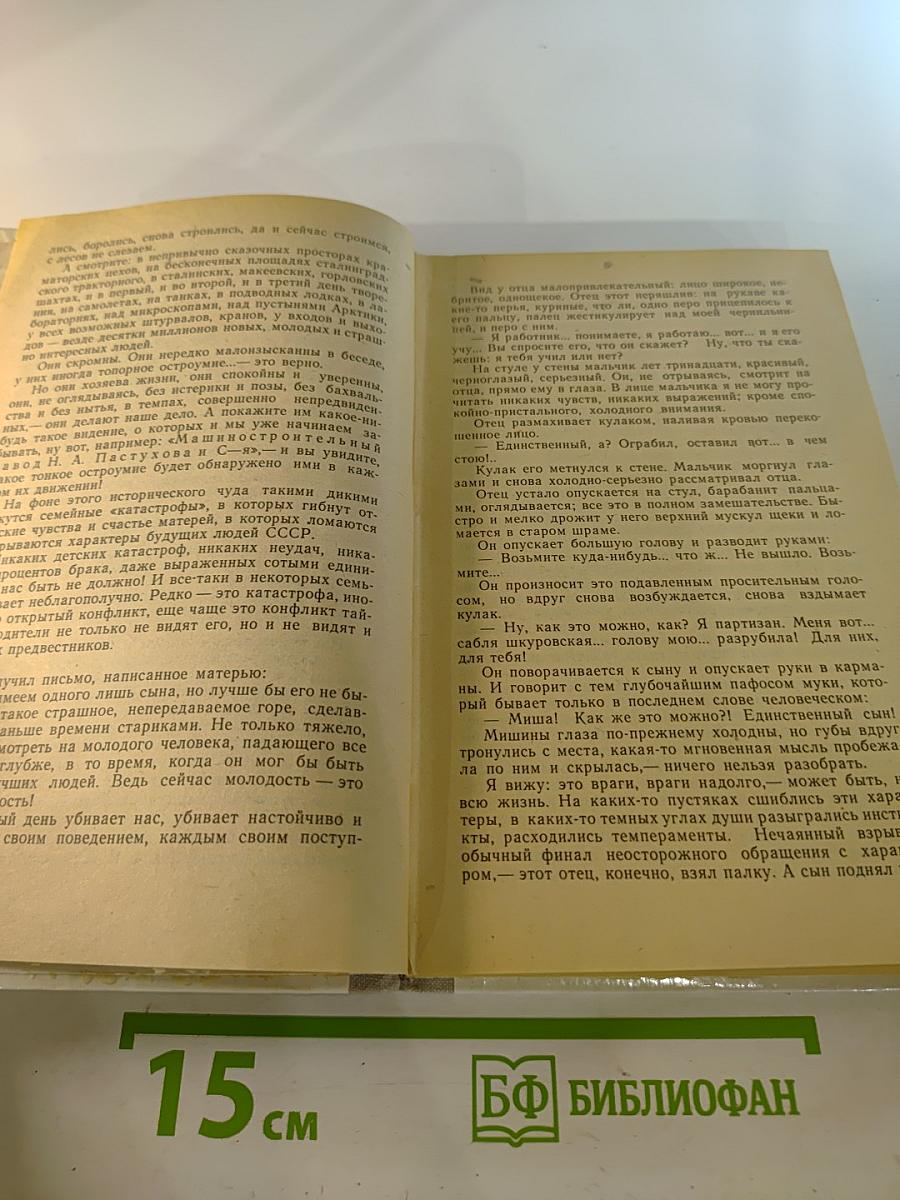 лись, боролись, снова строились, да и сейчас строимся,
с лесов не слезаем.
А смотрите: в непривычно сказочных просторах кра-
маторских цехов, на бесконечных площадях сталинград-
ского тракторного, в сталинских, макеевских, горловских
шахтах, и в первый, и во второй, и в третий день творе-
ния, на самолетах, на танках, в подводных лодках, в ла-
бораториях, над микроскопами, над пустынями Арктики,
у всех возможных штурвалов, кранов, у входов и выхо-
дов — везде десятки миллионов новых, молодых и страш-
но интересных людей.
Они скромны. Они нередко малоизысканны в беседе,
у них иногда топорное остроумие...— это верно.
Но они хозяева жизни, они спокойны и уверенны,
они, не оглядываясь, без истерики и позы, без бахваль-
ства и без нытья, в темпах, совершенно непредвиден-
ных,— они делают наше дело. А покажите им какое-ни-
будь такое видение, о которых и мы уже начинаем за-
бывать, ну вот, например: «Машиностроительный
завод Н. А. Пастухова и С—я»,— и вы увидите,
какое тонкое остроумие будет обнаружено ими в каж-
ом их движении!
На фоне этого исторического чуда такими дикими
жутся семейные «катастрофы», в которых гибнут от-
ские чувства и счастье матерей, в которых ломаются
рываются характеры будущих людей СССР.
икаких детских катастроф, никаких неудач, ника-
процентов брака, даже выраженных сотыми едини-
нас быть не должно! И все-таки в некоторых семь-
вает неблагополучно. Редко — это катастрофа, ино-
о открытый конфликт, еще чаще это конфликт тай-
одители не только не видят его, но и не видят и
х предвестников.
лучил письмо, написанное матерью:
имеем одного лишь сына, но лучше бы его не бы-
такое страшное, непередаваемое горе, сделав-
аньше времени стариками. Не только тяжело,
мотреть на молодого человека, падающего все
глубже, в то время, когда он мог бы быть
учших людей. Ведь сейчас молодость — это
ость!
ый день убивает нас, убивает настойчиво и
своим поведением, каждым своим поступ-
Вид у отца малопривлекательный: лицо широкое, не-
бритое, однощекое. Отец этот неряшлив: на рукаве ка-
кие-то перья, куриные, что ли, одно перо прицепилось к
его пальцу, палец жестикулирует над моей чернильни-
цей, и перо с ним.
— Я работник... понимаете, я работаю... вот... и я его
учу... Вы спросите его, что он скажет? Ну, что ты ска-
жешь: я тебя учил или нет?
На стуле у стены мальчик лет тринадцати, красивый,
черноглазый, серьезный. Он, не отрываясь, смотрит на
отца, прямо ему в глаза. В лице мальчика я не могу про-
читать никаких чувств, никаких выражений; кроме спо-
койно-пристального, холодного внимания.
Отец размахивает кулаком, наливая кровью переко-
шенное лицо.
— Единственный, а? Ограбил, оставил вот... в чем
стою!..
Кулак его метнулся к стене. Мальчик моргнул гла-
зами и снова холодно-серьезно рассматривал отца.
Отец устало опускается на стул, барабанит пальца-
ми, оглядывается; все это в полном замешательстве. Бы-
стро и мелко дрожит у него верхний мускул щеки и ло-
мается в старом шраме.
Он опускает большую голову и разводит руками:
— Возьмите куда-нибудь... что ж... Не вышло. Возь-
мите...
Он произносит это подавленным просительным голо-
сом, но вдруг снова возбуждается, снова вздымает
кулак.
— Ну, как это можно, как? Я партизан. Меня вот...
сабля шкуровская... голову мою... разрубила! Для них,
для тебя!
Он поворачивается к сыну и опускает руки в карма-
ны. И говорит с тем глубочайшим пафосом муки, кото-
рый бывает только в последнем слове человеческом:
— Миша! Как же это можно?! Единственный сын!
Мишины глаза по-прежнему холодны, но губы вдруг
тронулись с места, какая-то мгновенная мысль пробежа-
ла по ним и скрылась,— ничего нельзя разобрать.
Я вижу: это враги, враги надолго,— может быть, н
всю жизнь. На каких-то пустяках сшиблись эти хара
теры, в каких-то темных углах души разыгрались инсти
кты, расходились темпераменты. Нечаянный взрыв
обычный финал неосторожного обращения с хара
ром,— этот отец, конечно, взял палку. А сын поднял
15 см
БФ БИБЛИОФАН